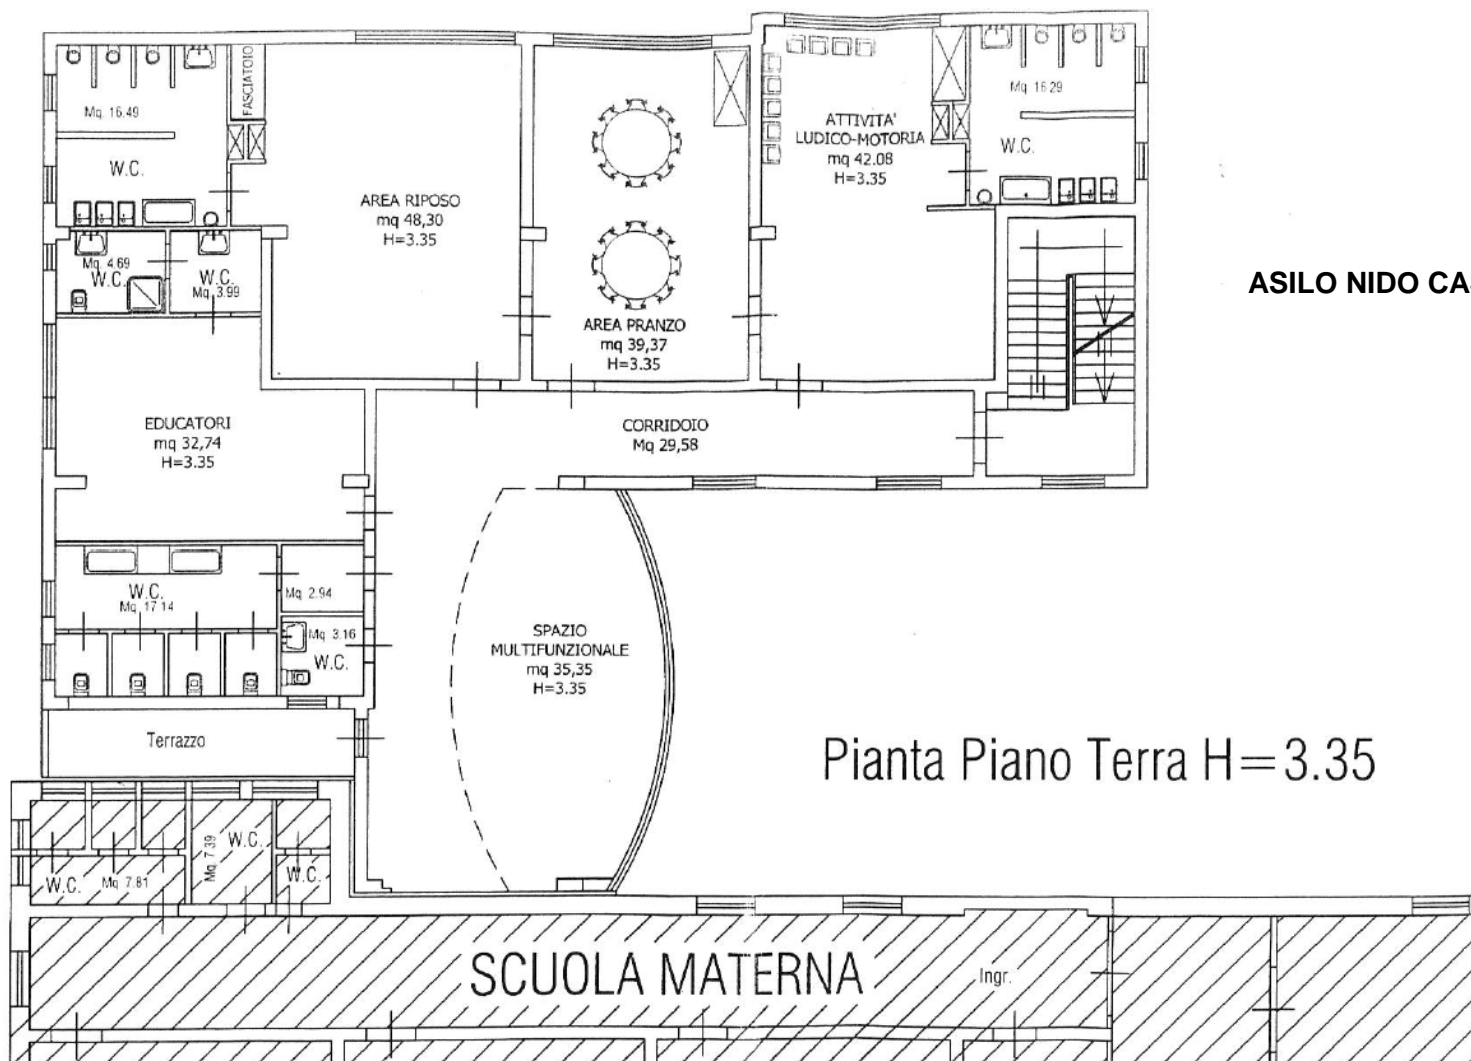 Mq. 16.49
W.C.
FASCIATOIO
AREA RIPOSO
mq 48,30
H=3.35
ATTIVITA'
LUDICO-MOTORIA
mq 42.08
H=3.35
Mq. 16.29
W.C.
Mq. 4.69
W.C.
W.C.
Mq. 3.99
AREA PRANZO
mq 39,37
H=3.35
ASILO NIDO CA
EDUCATORI
mq 32,74
H=3.35
CORRIDOIO
Mq 29,58
W.C.
Mq. 17.14
Mq. 2.94
Mq. 3.16
W.C.
SPAZIO
MULTIFUNZIONALE
mq 35,35
H=3.35
Terrazzo
Pianta Piano Terra H=3.35
W.C.
Mq. 7.81
Mq. 7.39
W.C.
W.C.
SCUOLA MATERNA
Ingr.